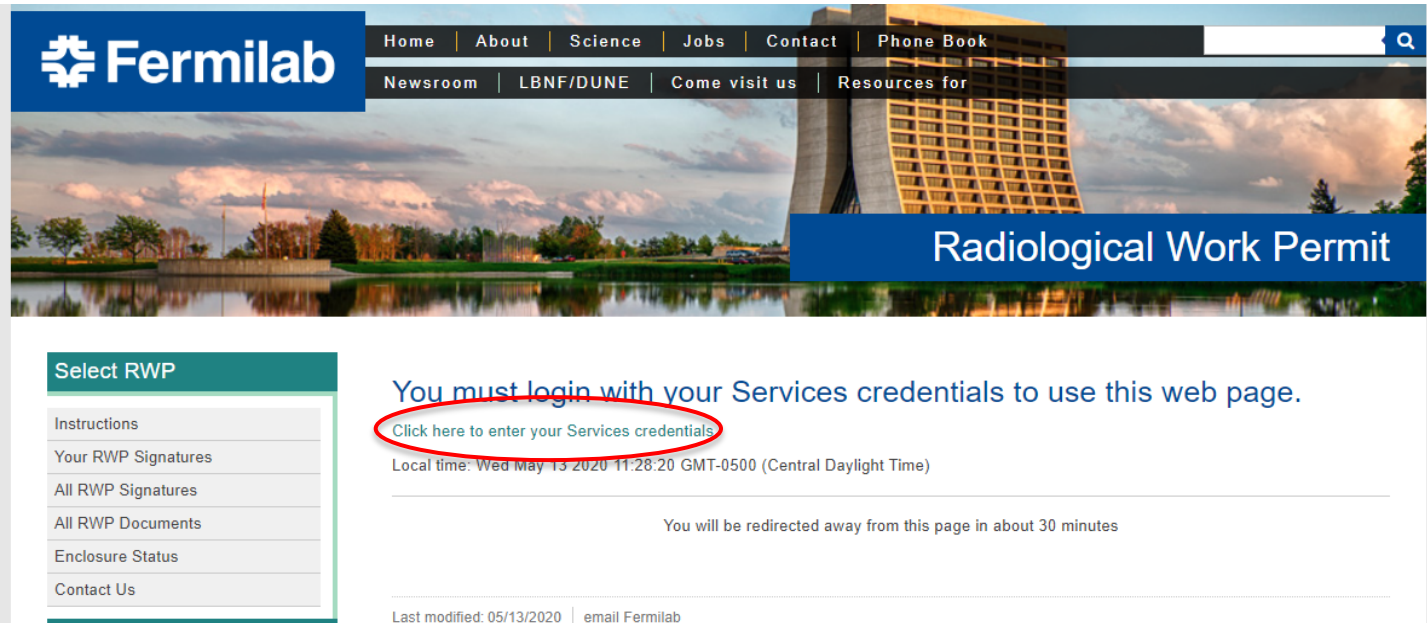 Fermilab
Home | About | Science | Jobs | Contact | Phone Book
Newsroom | LBNF/DUNE | Come visit us | Resources for
Radiological Work Permit
Select RWP
Instructions
Your RWP Signatures
All RWP Signatures
All RWP Documents
Enclosure Status
Contact Us
You must login with your Services credentials to use this web page.
Click here to enter your Services credentials
Local time: Wed May 13 2020 11:28:20 GMT-0500 (Central Daylight Time)
You will be redirected away from this page in about 30 minutes
Last modified: 05/13/2020 | email Fermilab